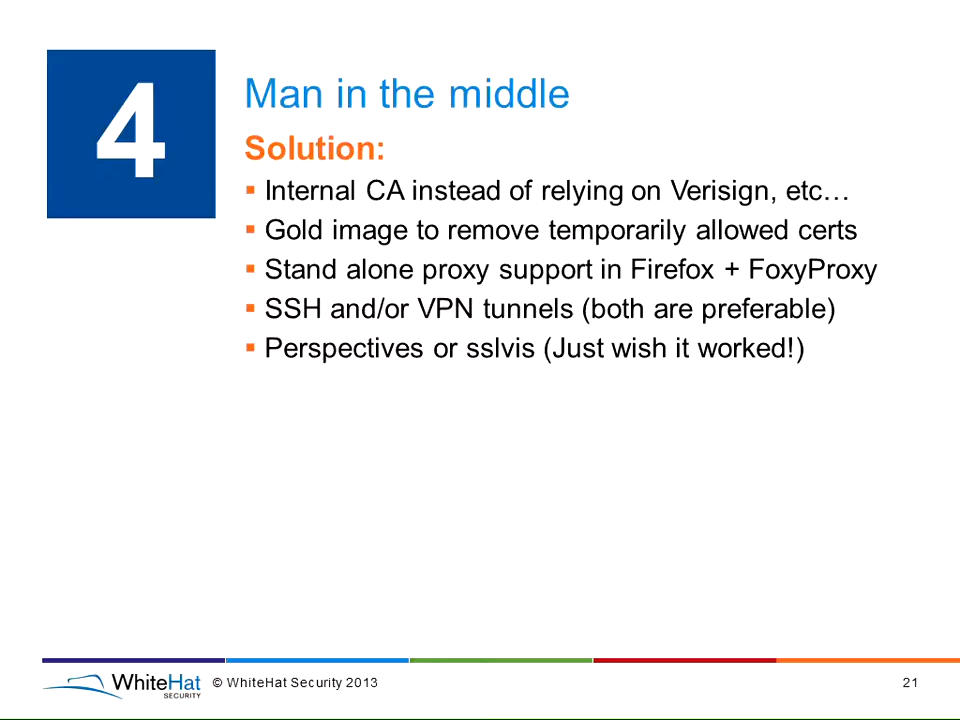 4
Man in the middle
Solution:
▪ Internal CA instead of relying on Verisign, etc…
▪ Gold image to remove temporarily allowed certs
▪ Stand alone proxy support in Firefox + FoxyProxy
▪ SSH and/or VPN tunnels (both are preferable)
▪ Perspectives or sslvis (Just wish it worked!)
WhiteHat
SECURITY
© WhiteHat Security 2013
21